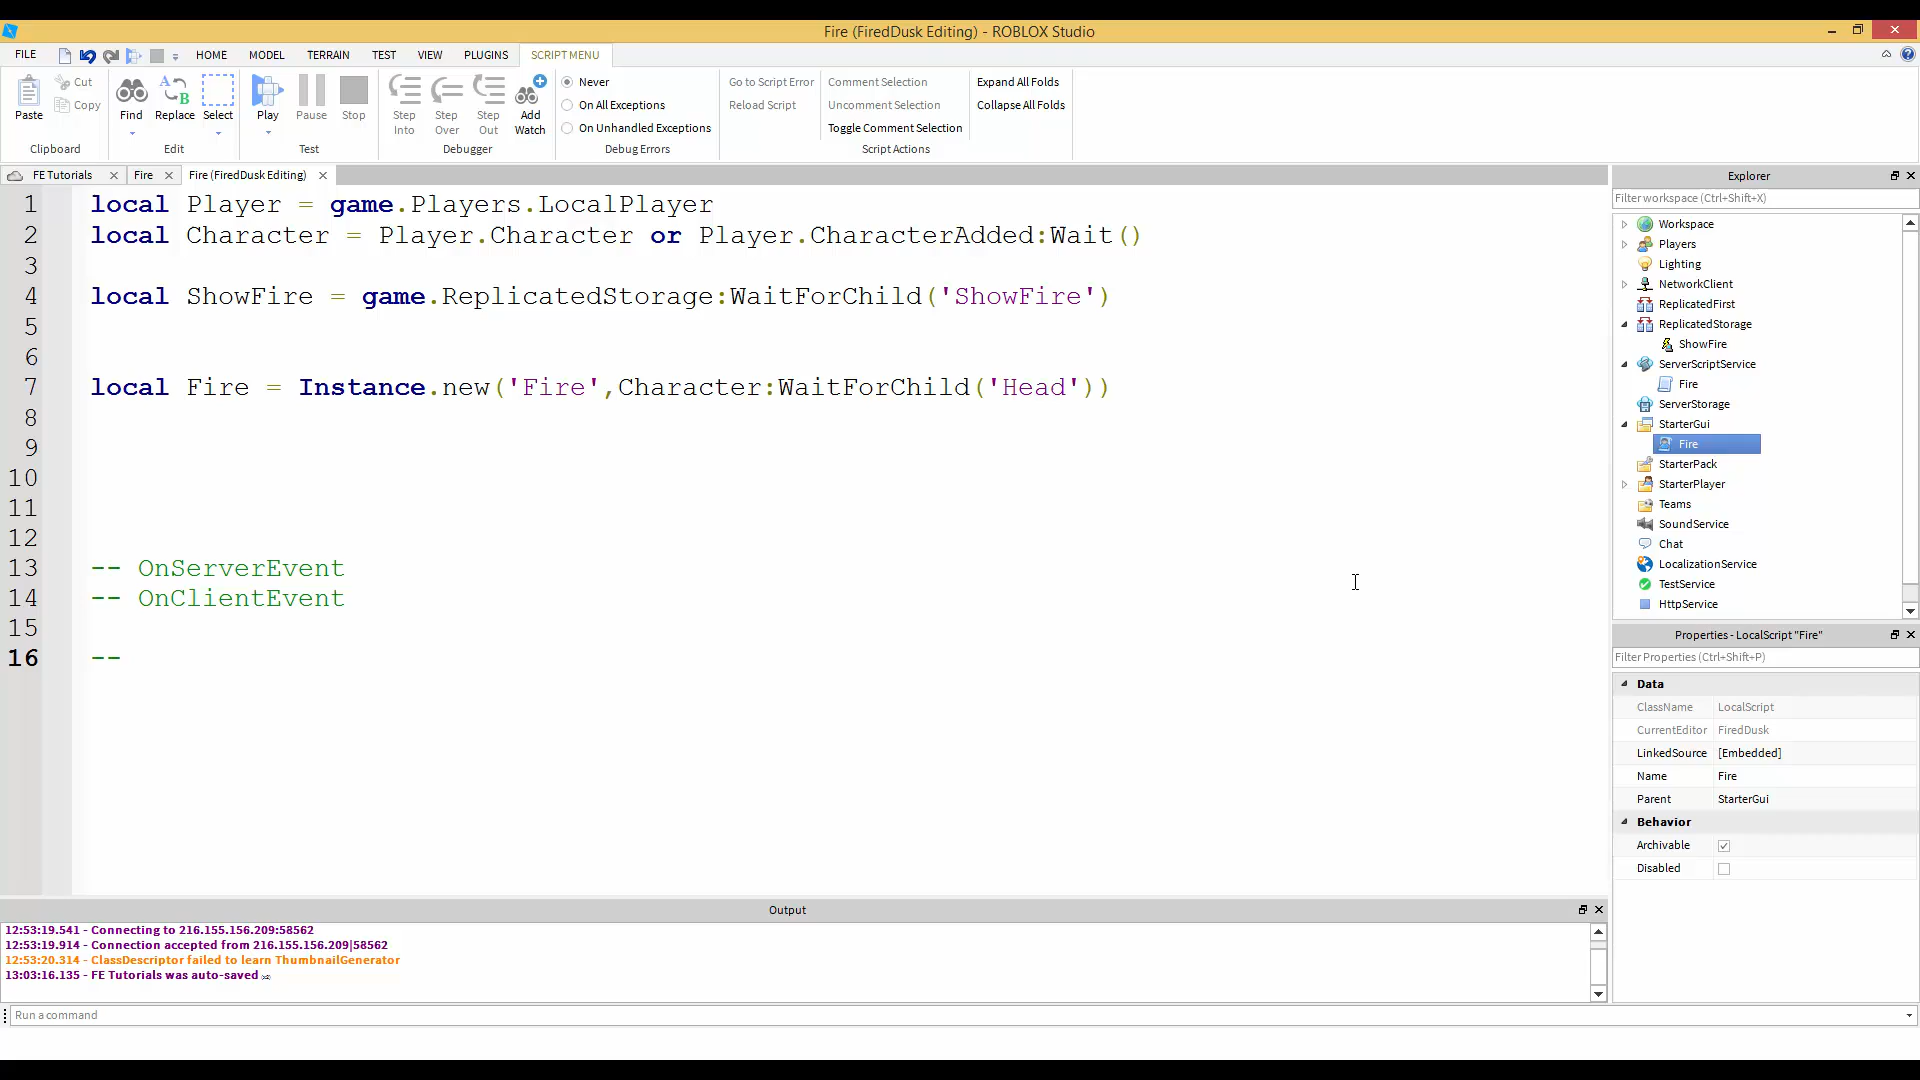 Fire (FiredDusk Editing) - ROBLOX Studio
FILE HOME MODEL TERRAIN TEST VIEW PLUGINS SCRIPT MENU
Paste Cut Copy Clipboard
Find Replace Select Edit
Play Pause Stop Test
Step Into Step Over Step Out Add Watch Debugger
Never
On All Exceptions
On Unhandled Exceptions
Debug Errors
Go to Script Error
Reload Script
Comment Selection
Uncomment Selection
Toggle Comment Selection
Script Actions
Expand All Folds
Collapse All Folds
FE Tutorials Fire Fire (FiredDusk Editing)
1 local Player = game.Players.LocalPlayer
2 local Character = Player.Character or Player.CharacterAdded:Wait()
3
4 local ShowFire = game.ReplicatedStorage:WaitForChild('ShowFire')
5
6
7 local Fire = Instance.new('Fire',Character:WaitForChild('Head'))
8
9
10
11
12
13 -- OnServerEvent
14 -- OnClientEvent
15
16 --
Explorer
Filter workspace (Ctrl+Shift+X)
Workspace
Players
Lighting
NetworkClient
ReplicatedFirst
ReplicatedStorage
ShowFire
ServerScriptService
Fire
ServerStorage
StarterGui
Fire
StarterPack
StarterPlayer
Teams
SoundService
Chat
LocalizationService
TestService
HttpService
Properties - LocalScript "Fire"
Filter Properties (Ctrl+Shift+P)
Data
ClassName LocalScript
CurrentEditor FiredDusk
LinkedSource [Embedded]
Name Fire
Parent StarterGui
Behavior
Archivable
Disabled
Output
12:53:19.541 - Connecting to 216.155.156.209:58562
12:53:19.914 - Connection accepted from 216.155.156.209|58562
12:53:20.314 - ClassDescriptor failed to learn ThumbnailGenerator
13:03:16.135 - FE Tutorials was auto-saved
Run a command